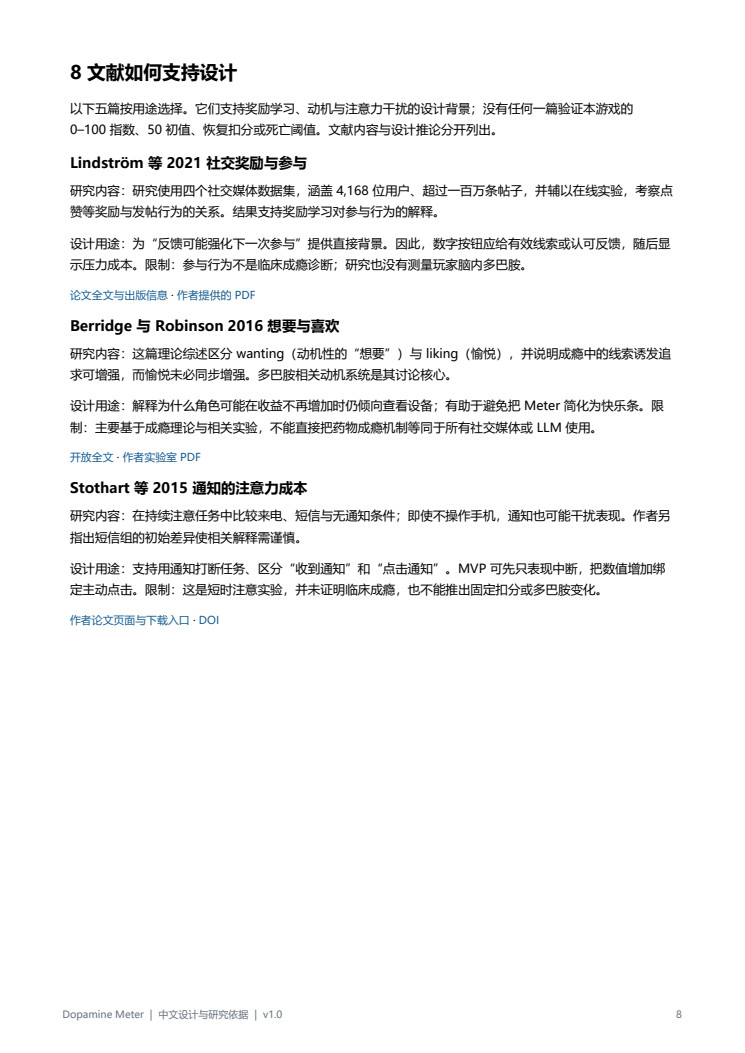 8 文献如何支持设计
以下五篇按用途选择。它们支持奖励学习、动机与注意力干扰的设计背景；没有任何一篇验证本游戏的
0–100 指数、50 初值、恢复扣分或死亡阈值。文献内容与设计推论分开列出。
Lindström 等 2021 社交奖励与参与
研究内容：研究使用四个社交媒体数据集，涵盖 4,168 位用户、超过一百万条帖子，并辅以在线实验，考察点
赞等奖励与发帖行为的关系。结果支持奖励学习对参与行为的解释。
设计用途：为“反馈可能强化下一次参与”提供直接背景。因此，数字按钮应给有效线索或认可反馈，随后显
示压力成本。限制：参与行为不是临床成瘾诊断；研究也没有测量玩家脑内多巴胺。
论文全文与出版信息 · 作者提供的 PDF
Berridge 与 Robinson 2016 想要与喜欢
研究内容：这篇理论综述区分 wanting（动机性的“想要”）与 liking（愉悦），并说明成瘾中的线索诱发追
求可增强，而愉悦未必同步增强。多巴胺相关动机系统是其讨论核心。
设计用途：解释为什么角色可能在收益不再增加时仍倾向查看设备；有助于避免把 Meter 简化为快乐条。限
制：主要基于成瘾理论与相关实验，不能直接把药物成瘾机制等同于所有社交媒体或 LLM 使用。
开放全文 · 作者实验室 PDF
Stothart 等 2015 通知的注意力成本
研究内容：在持续注意任务中比较来电、短信与无通知条件；即使不操作手机，通知也可能干扰表现。作者另
指出短信组的初始差异使相关解释需谨慎。
设计用途：支持用通知打断任务、区分“收到通知”和“点击通知”。MVP 可先只表现中断，把数值增加绑
定主动点击。限制：这是短时注意实验，并未证明临床成瘾，也不能推出固定扣分或多巴胺变化。
作者论文页面与下载入口 · DOI
Dopamine Meter | 中文设计与研究依据 | v1.0
8